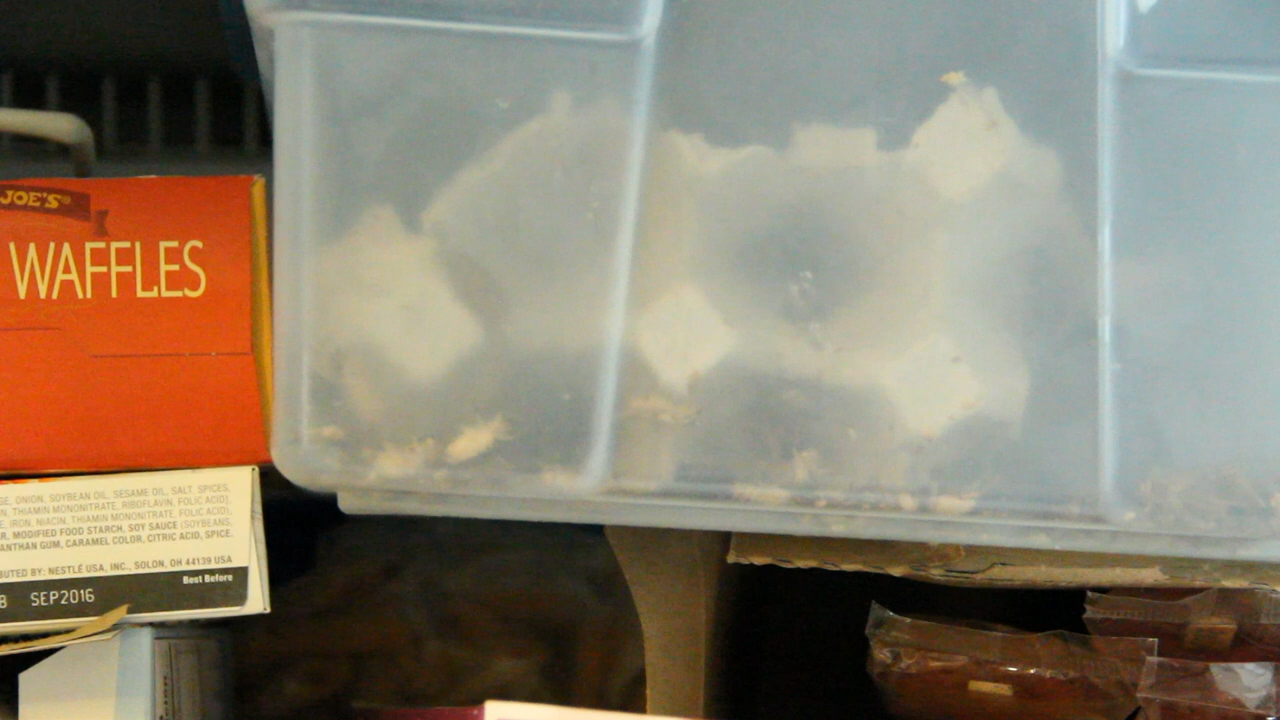 JOE'S
WAFFLES
SE, ONION, SOYBEAN OIL, SESAME OIL, SALT, SPICES,
THIAMIN MONONITRATE, RIBOFLAVIN, FOLIC ACID),
IRON, NIACIN, THIAMIN MONONITRATE, FOLIC ACID),
MODIFIED FOOD STARCH, SOY SAUCE (SOYBEANS,
XANTHAN GUM, CARAMEL COLOR, CITRIC ACID, SPICE.
BUTED BY: NESTLÉ USA, INC., SOLON, OH 44139 USA
Best Before
B SEP2016